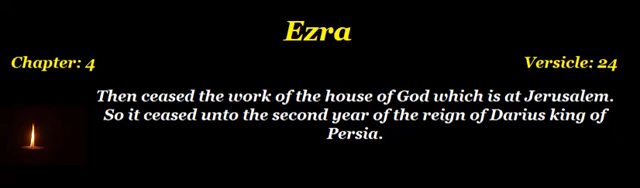 Ezra
Chapter: 4
Versicle: 24
Then ceased the work of the house of God which is at Jerusalem.
So it ceased unto the second year of the reign of Darius king of
Persia.